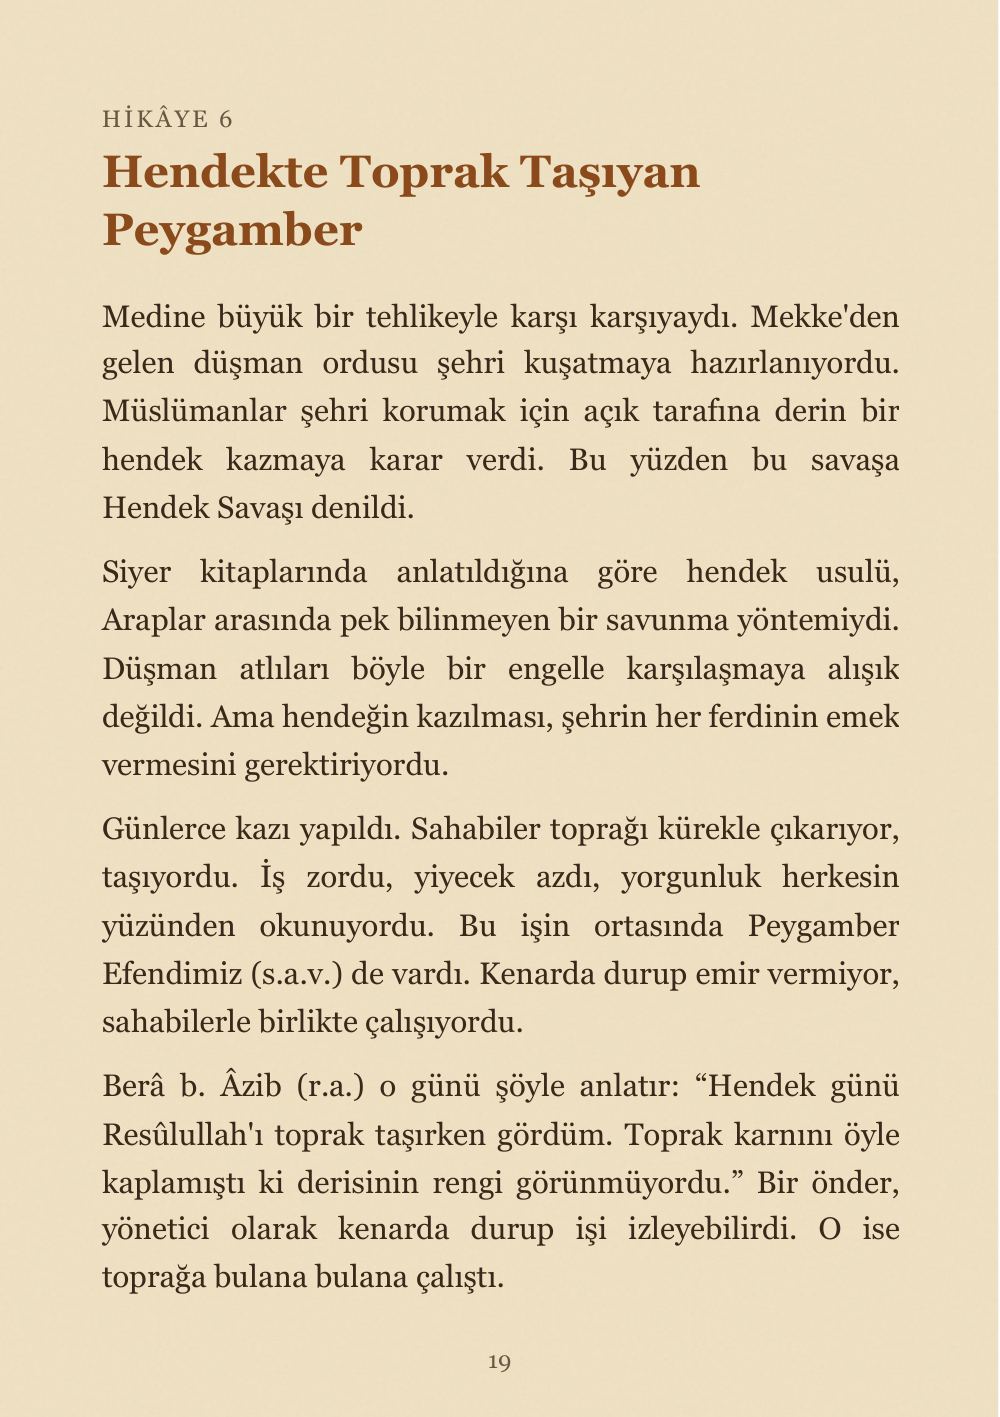 HİKÂYE 6
Hendekte Toprak Taşıyan
Peygamber
Medine büyük bir tehlikeyle karşı karşıyaydı. Mekke'den
gelen düşman ordusu şehri kuşatmaya hazırlanıyordu.
Müslümanlar şehri korumak için açık tarafına derin bir
hendek kazmaya karar verdi. Bu yüzden bu savaşa
Hendek Savaşı denildi.
Siyer kitaplarında anlatıldığına göre hendek usulü,
Araplar arasında pek bilinmeyen bir savunma yöntemiydi.
Düşman atlıları böyle bir engelle karşılaşmaya alışık
değildi. Ama hendeğin kazılması, şehrin her ferdinin emek
vermesini gerektiriyordu.
Günlerce kazı yapıldı. Sahabiler toprağı kürekle çıkarıyor,
taşıyordu. İş zordu, yiyecek azdı, yorgunluk herkesin
yüzünden okunuyordu. Bu işin ortasında Peygamber
Efendimiz (s.a.v.) de vardı. Kenarda durup emir vermiyor,
sahabilerle birlikte çalışıyordu.
Berâ b. Âzib (r.a.) o günü şöyle anlatır: “Hendek günü
Resûlullah'ı toprak taşırken gördüm. Toprak karnını öyle
kaplamıştı ki derisinin rengi görünmüyordu.” Bir önder,
yönetici olarak kenarda durup işi izleyebilirdi. O ise
toprağa bulana bulana çalıştı.
19